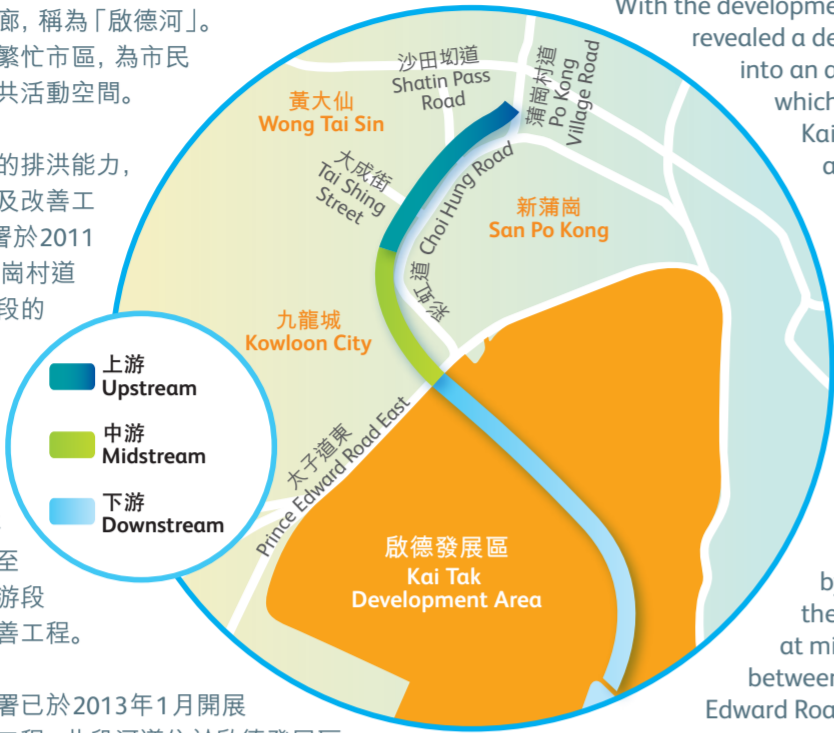 廊，稱為「啟德河」。
繁忙市區，為市民
共活動空間。
的排洪能力，
及改善工
署於2011
崗村道
段的
至
游段
善工程。
署已於2013年1月開展
With the developme
revealed a de
into an a
which
Kai
a
沙田坳道
Shatin Pass
Road
蒲崗村道
Po Kong
Village Road
黃大仙
Wong Tai Sin
大成街
Tai Shing
Street
彩虹道 Choi Hung Road
新蒲崗
San Po Kong
九龍城
Kowloon City
上游
Upstream
中游
Midstream
下游
Downstream
太子道東
Prince Edward Road East
啟德發展區
Kai Tak
Development Area
b
the
at mi
between
Edward Roa